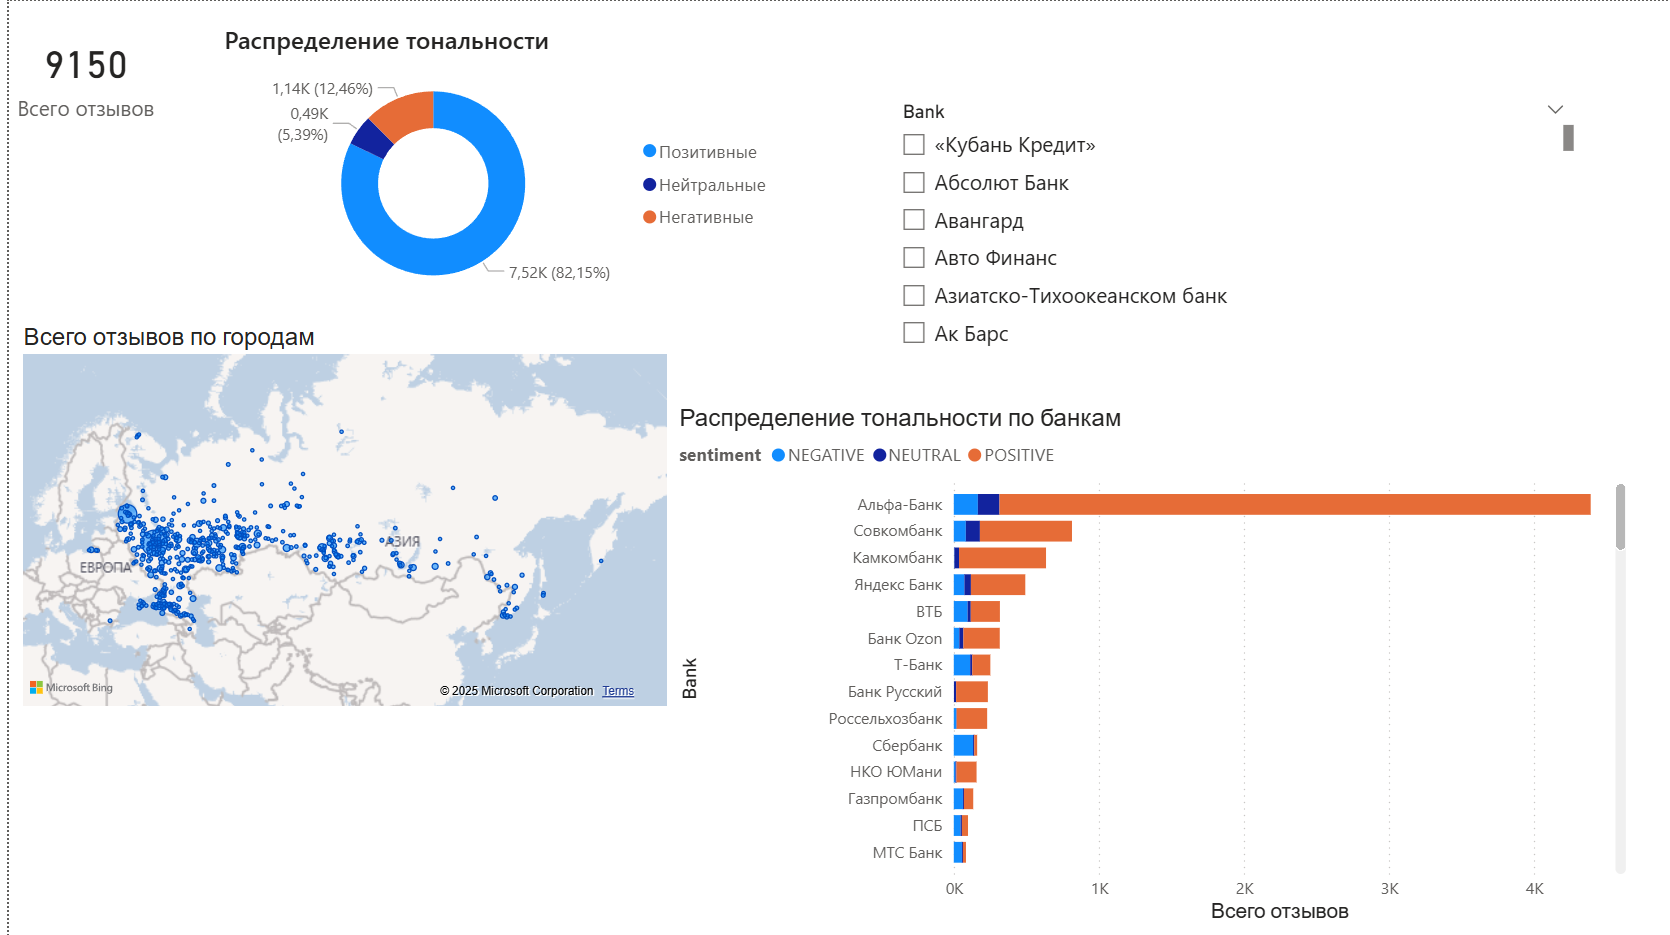 9150
Всего отзывов
Распределение тональности
1,14K (12,46%)
0,49K
(5,39%)
7,52K (82,15%)
Позитивные
Нейтральные
Негативные
Bank
«Кубань Кредит»
Абсолют Банк
Авангард
Авто Финанс
Азиатско-Тихоокеанском банк
Ак Барс
Всего отзывов по городам
АЗИЯ
ЕВРОПА
Microsoft Bing
© 2025 Microsoft Corporation Terms
Распределение тональности по банкам
sentiment NEGATIVE NEUTRAL POSITIVE
Bank
Альфа-Банк
Совкомбанк
Камкомбанк
Яндекс Банк
ВТБ
Банк Ozon
Т-Банк
Банк Русский
Россельхозбанк
Сбербанк
НКО ЮМани
Газпромбанк
ПСБ
МТС Банк
0K 1K 2K 3K 4K
Всего отзывов